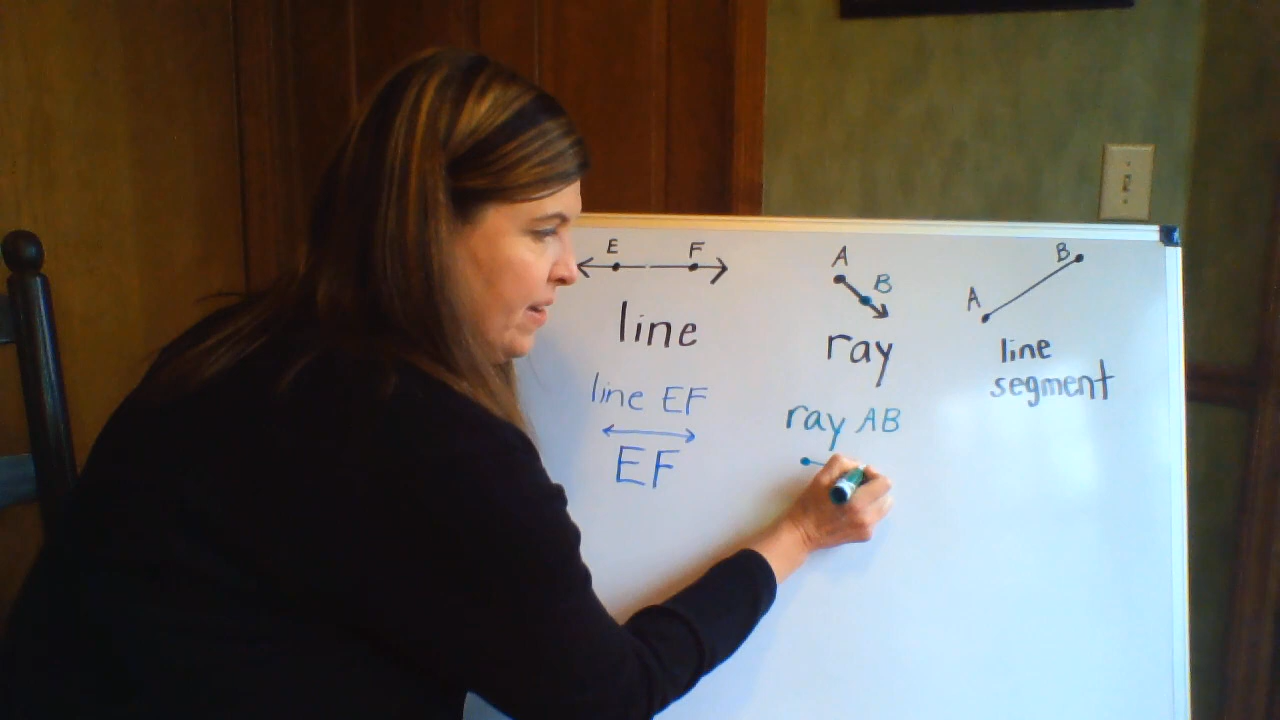 E F
line
line EF
EF
A
B
ray
ray AB
B
A
line
segment